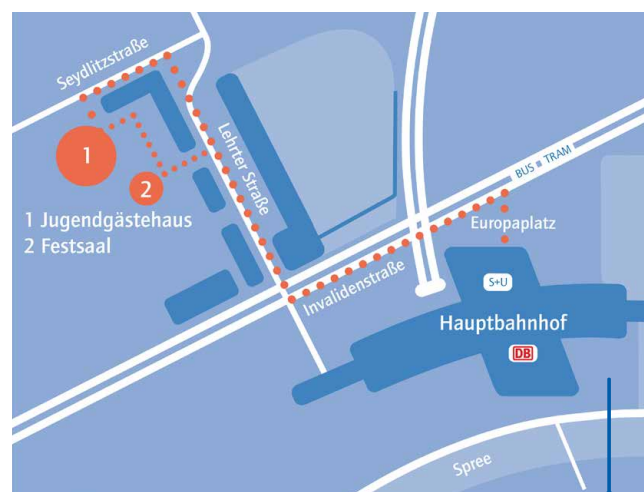 Seydlitzstraße
1
2
1 Jugendgästehaus
2 Festsaal
Lehrter Straße
BUS TRAM
Europaplatz
Invalidenstraße
S+U
Hauptbahnhof
DB
Spree